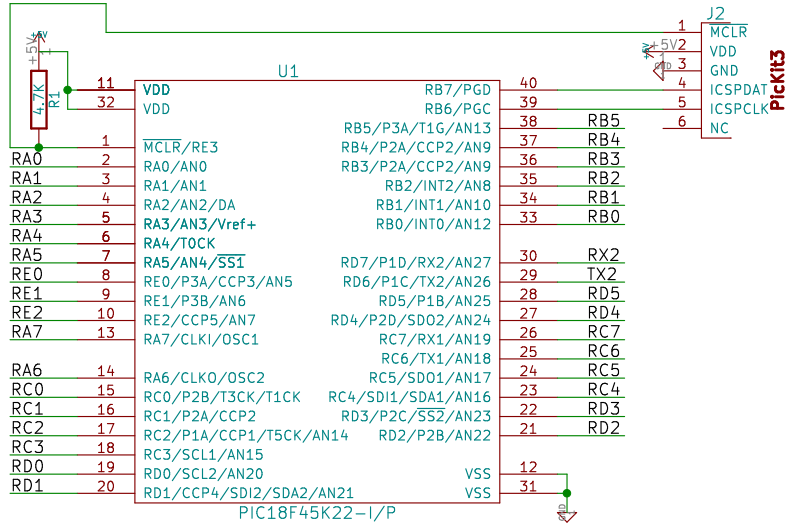 J2
+5V
1 MCLR
+5V 2 VDD
GND 3 GND
4 ICSPDAT
5 ICSPCLK
6 NC
PicKit3
+5V
1
4.7K
R1
U1
11 VDD
32 VDD
1 MCLR/RE3
RA0 2 RA0/AN0
RA1 3 RA1/AN1
RA2 4 RA2/AN2/DA
RA3 5 RA3/AN3/Vref+
RA4 6 RA4/T0CK
RA5 7 RA5/AN4/SS1
RE0 8 RE0/P3A/CCP3/AN5
RE1 9 RE1/P3B/AN6
RE2 10 RE2/CCP5/AN7
RA7 13 RA7/CLKI/OSC1
RA6 14 RA6/CLKO/OSC2
RC0 15 RC0/P2B/T3CK/T1CK
RC1 16 RC1/P2A/CCP2
RC2 17 RC2/P1A/CCP1/T5CK/AN14
RC3 18 RC3/SCL1/AN15
RD0 19 RD0/SCL2/AN20
RD1 20 RD1/CCP4/SDI2/SDA2/AN21
RB7/PGD 40
RB6/PGC 39
RB5/P3A/T1G/AN13 38 RB5
RB4/P2A/CCP2/AN9 37 RB4
RB3/P2A/CCP2/AN9 36 RB3
RB2/INT2/AN8 35 RB2
RB1/INT1/AN10 34 RB1
RB0/INT0/AN12 33 RB0
RD7/P1D/RX2/AN27 30 RX2
RD6/P1C/TX2/AN26 29 TX2
RD5/P1B/AN25 28 RD5
RD4/P2D/SDO2/AN24 27 RD4
RC7/RX1/AN19 26 RC7
RC6/TX1/AN18 25 RC6
RC5/SDO1/AN17 24 RC5
RC4/SDI1/SDA1/AN16 23 RC4
RD3/P2C/SS2/AN23 22 RD3
RD2/P2B/AN22 21 RD2
VSS 12
VSS 31
GND
PIC18F45K22-I/P